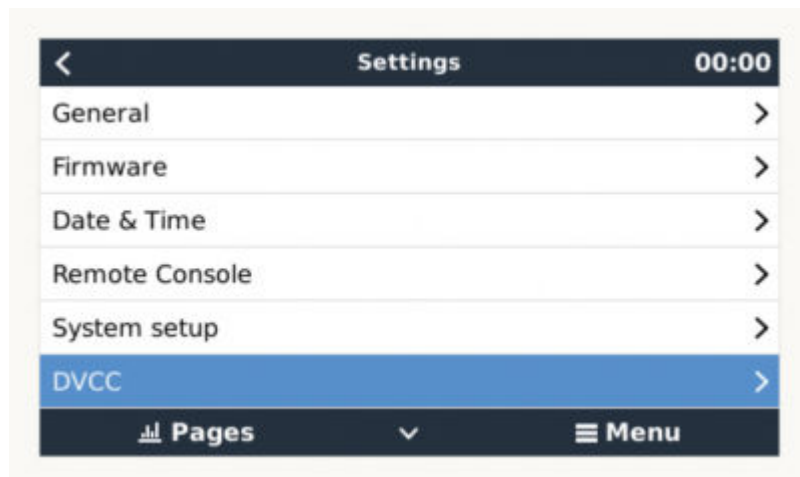 Settings 00:00
General
Firmware
Date & Time
Remote Console
System setup
DVCC
Pages Menu